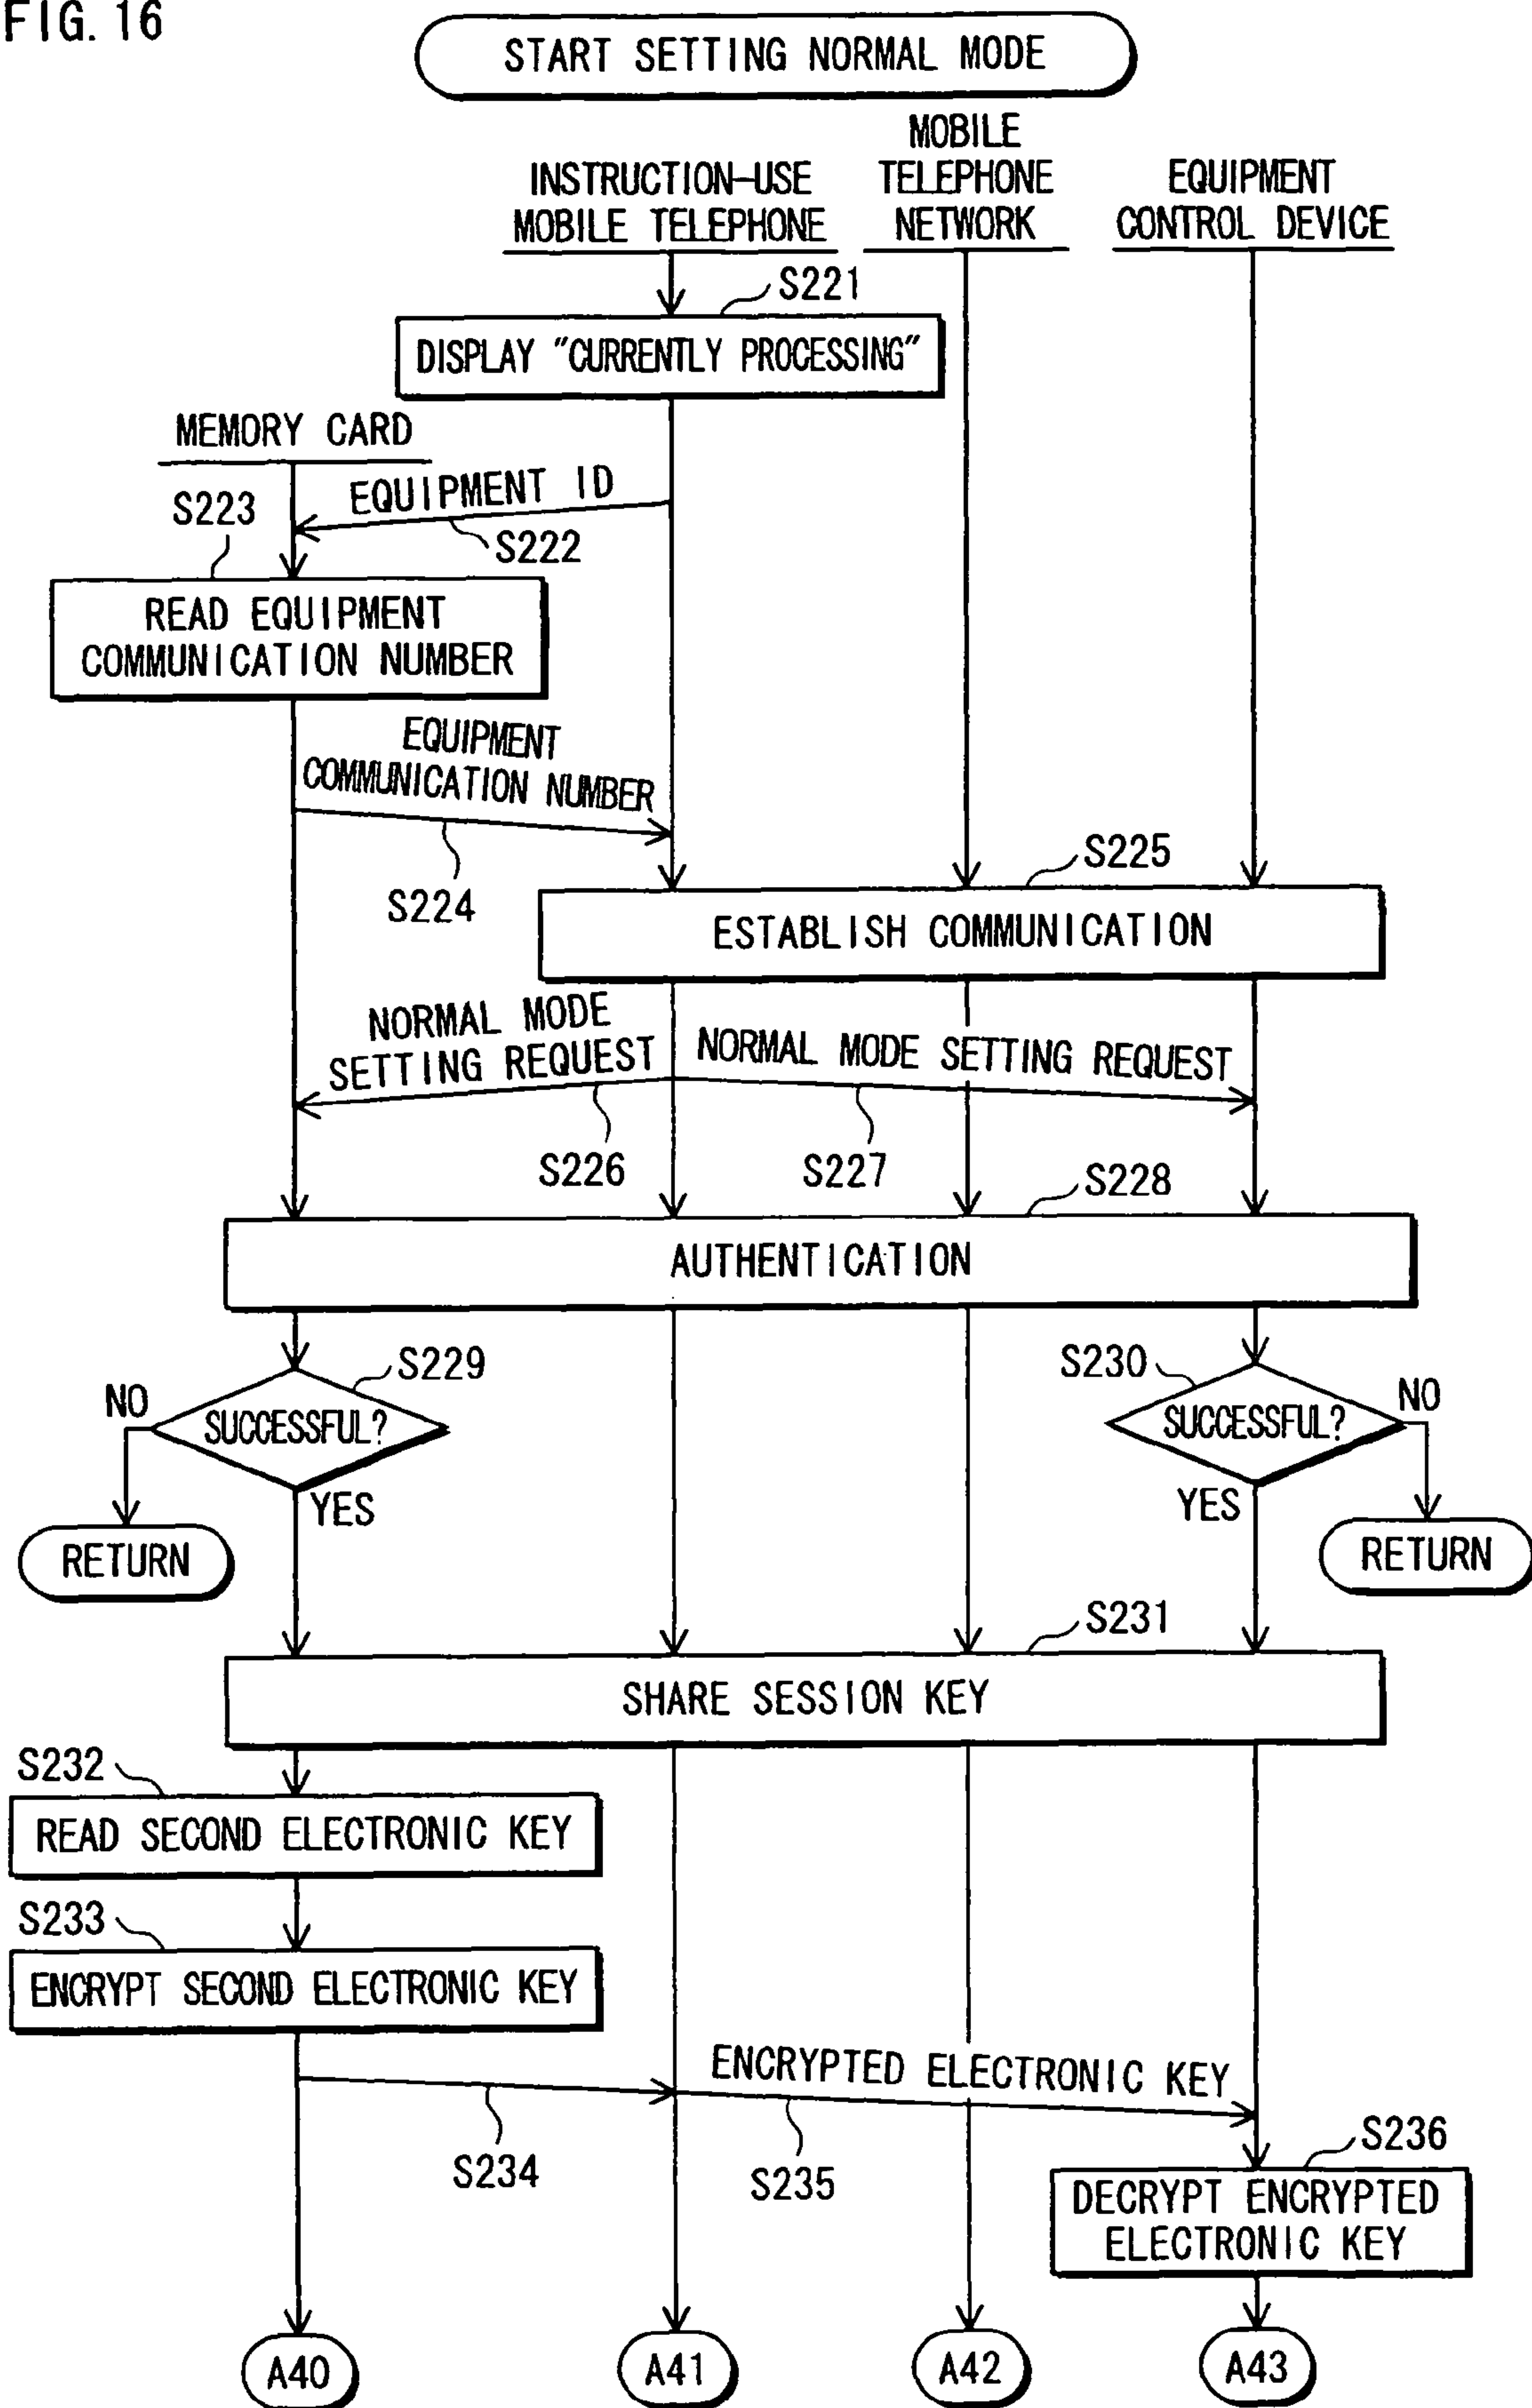 FIG. 16
START SETTING NORMAL MODE
INSTRUCTION-USE
MOBILE TELEPHONE
MOBILE
TELEPHONE
NETWORK
EQUIPMENT
CONTROL DEVICE
S221
DISPLAY "CURRENTLY PROCESSING"
MEMORY CARD
EQUIPMENT ID
S222
S223
READ EQUIPMENT
COMMUNICATION NUMBER
EQUIPMENT
COMMUNICATION NUMBER
S224
S225
ESTABLISH COMMUNICATION
NORMAL MODE
SETTING REQUEST
NORMAL MODE SETTING REQUEST
S226
S227
S228
AUTHENTICATION
S229
NO
SUCCESSFUL?
YES
RETURN
S230
SUCCESSFUL?
NO
YES
RETURN
S231
SHARE SESSION KEY
S232
READ SECOND ELECTRONIC KEY
S233
ENCRYPT SECOND ELECTRONIC KEY
ENCRYPTED ELECTRONIC KEY
S234
S235
S236
DECRYPT ENCRYPTED
ELECTRONIC KEY
A40
A41
A42
A43